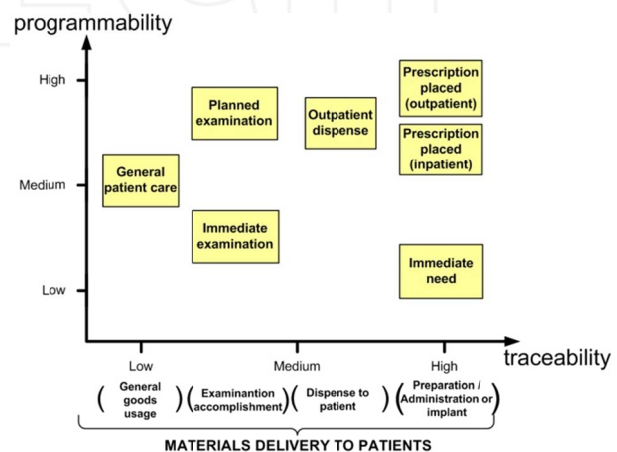 programmability
High
Medium
Low
Prescription
placed
(outpatient)
Planned
examination
Outpatient
dispense
Prescription
placed
(inpatient)
General
patient care
Immediate
examination
Immediate
need
traceability
Low
Medium
High
(General
goods
usage)
(Examinantion
accomplishment)
(Dispense to
patient)
(Preparation /
Administration or
implant)
MATERIALS DELIVERY TO PATIENTS